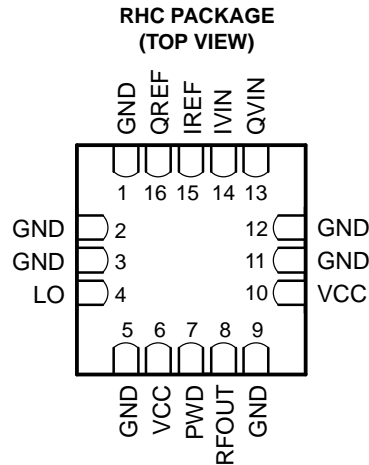 RHC PACKAGE
(TOP VIEW)
GND QREF IREF IVIN QVIN
1 16 15 14 13
GND 2 12 GND
GND 3 11 GND
LO 4 10 VCC
5 6 7 8 9
GND VCC PWD RFOUT GND